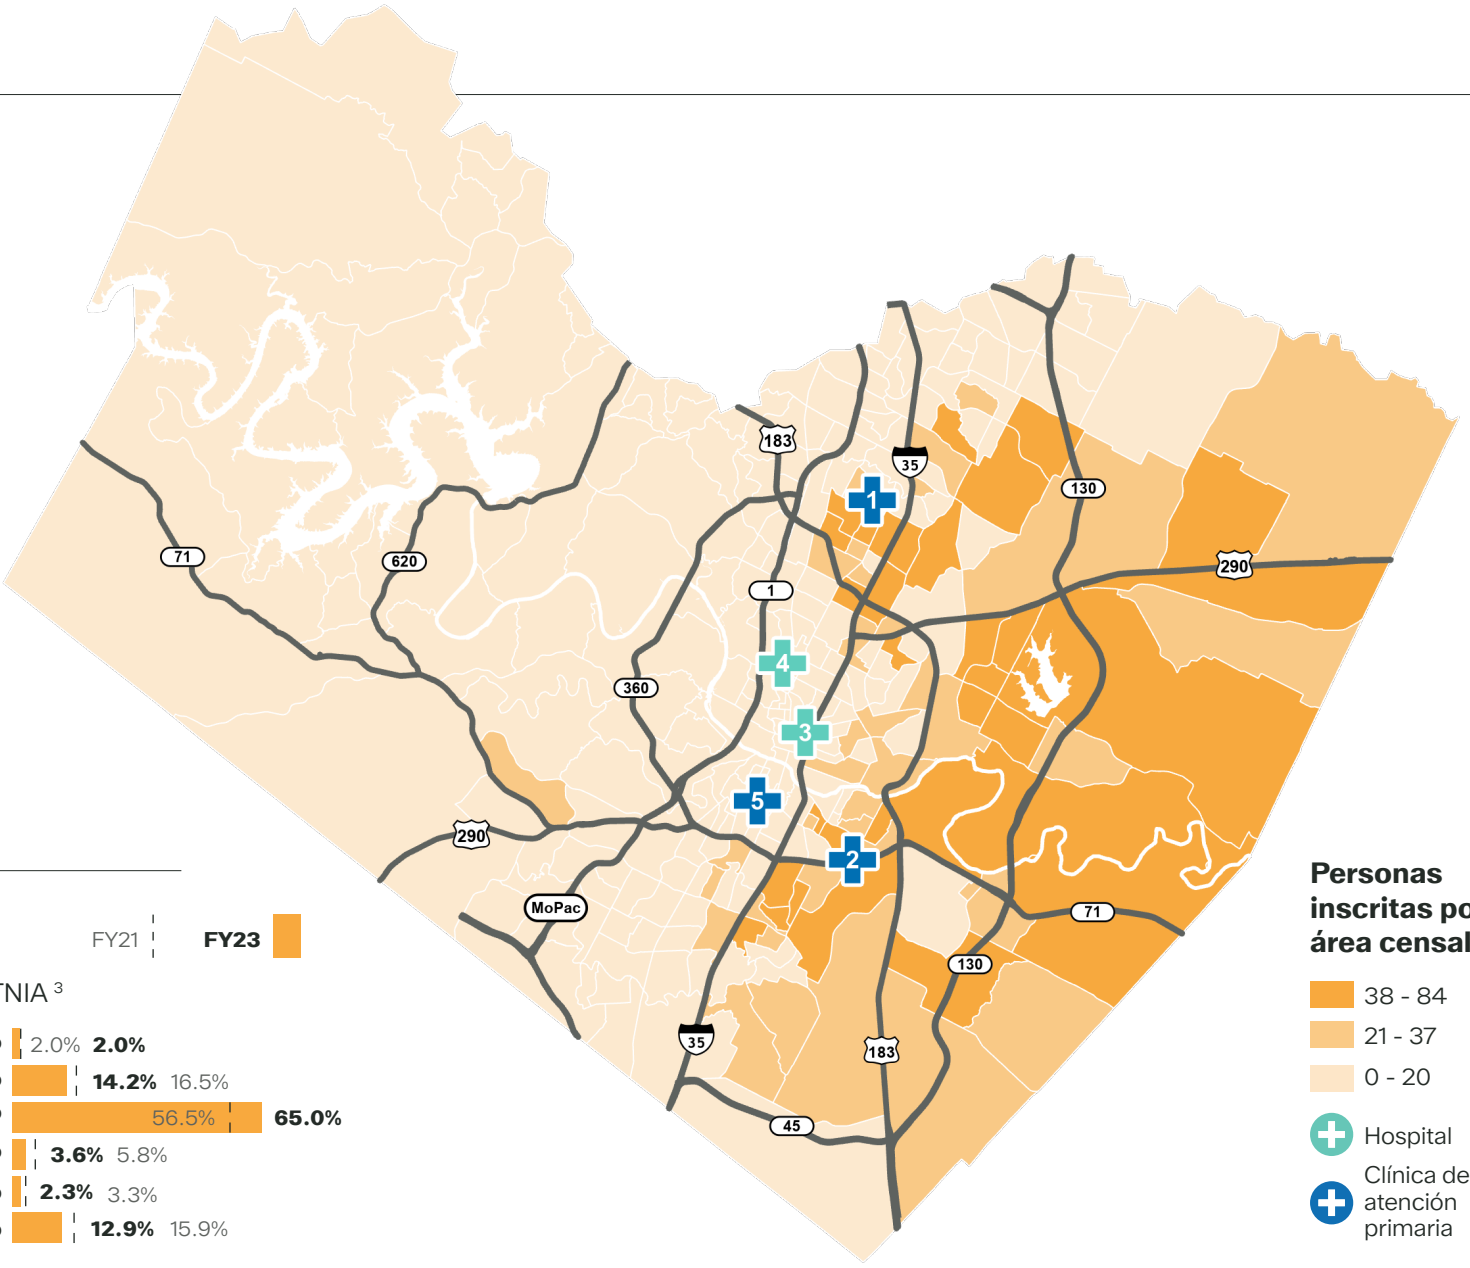 183
35
1
130
290
71
620
1
4
360
3
5
290
2
MoPac
71
130
35
183
45
FY21 FY23
TNIA 3
2.0% 2.0%
14.2% 16.5%
56.5% 65.0%
3.6% 5.8%
2.3% 3.3%
12.9% 15.9%
Personas
inscritas po
área censal
38 - 84
21 - 37
0 - 20
Hospital
Clínica de
atención
primaria